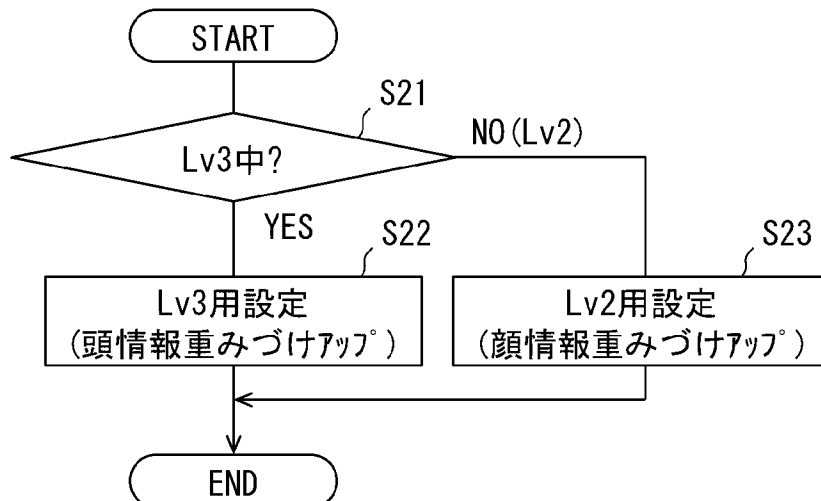 START
S21
Lv3中?
NO(Lv2)
YES
S22
S23
Lv3用設定
(頭情報重みづけｱｯﾌﾟ)
Lv2用設定
(顔情報重みづけｱｯﾌﾟ)
END